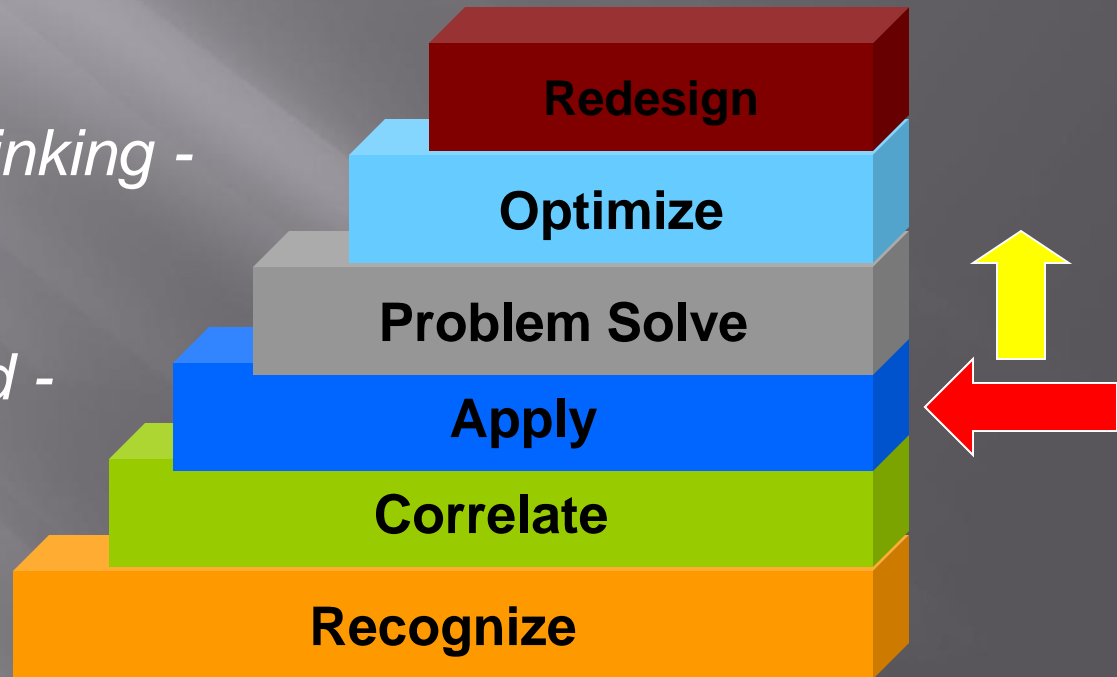 Redesign
inking -
Optimize
Problem Solve
d -
Apply
Correlate
Recognize